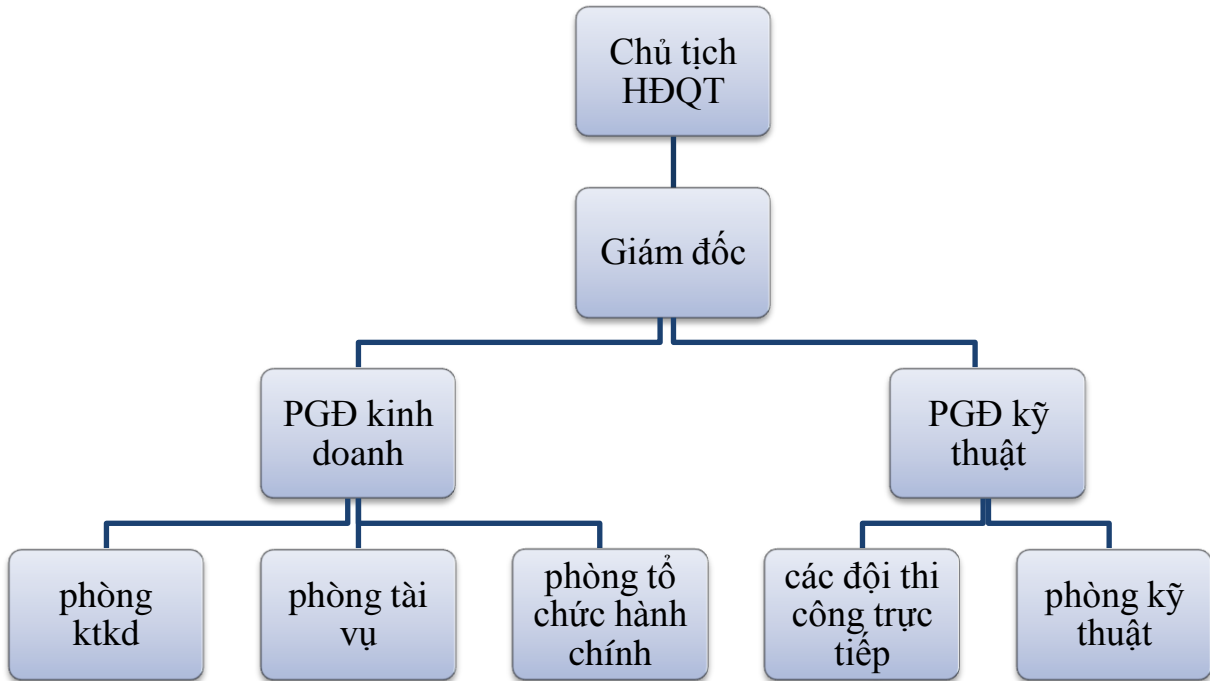 Chủ tịch
HĐQT
Giám đốc
PGĐ kinh
doanh
PGĐ kỹ
thuật
phòng
ktkd
phòng tài
vụ
phòng tổ
chức hành
chính
các đội thi
công trực
tiếp
phòng kỹ
thuật